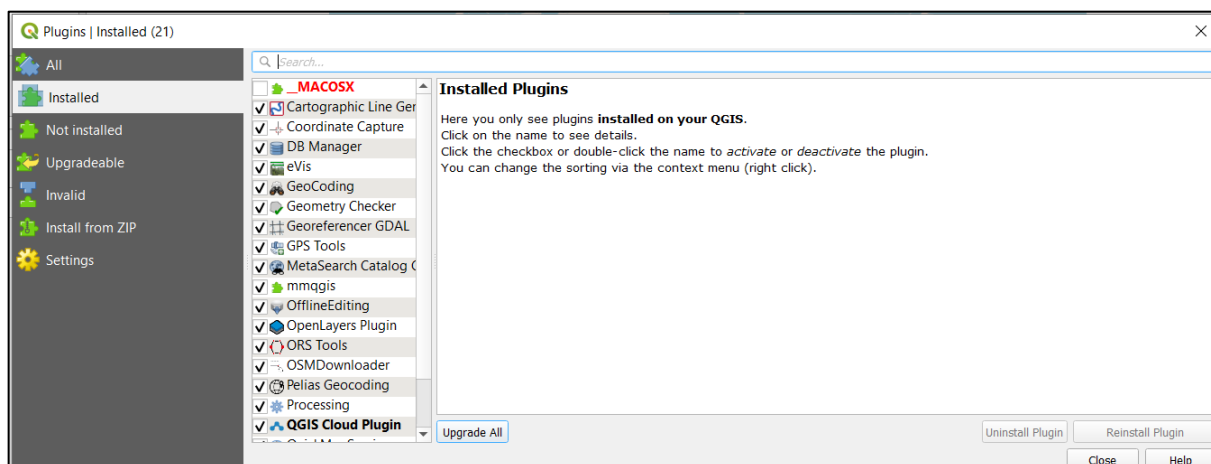 Plugins | Installed (21)
All
Installed
Not installed
Upgradeable
Invalid
Install from ZIP
Settings
Search...
__MACOSX
Cartographic Line Ger
Coordinate Capture
DB Manager
eVis
GeoCoding
Geometry Checker
Georeferencer GDAL
GPS Tools
MetaSearch Catalog C
mmqgis
OfflineEditing
OpenLayers Plugin
ORS Tools
OSMDownloader
Pelias Geocoding
Processing
QGIS Cloud Plugin
Installed Plugins
Here you only see plugins installed on your QGIS.
Click on the name to see details.
Click the checkbox or double-click the name to activate or deactivate the plugin.
You can change the sorting via the context menu (right click).
Upgrade All
Uninstall Plugin
Reinstall Plugin
Close
Help